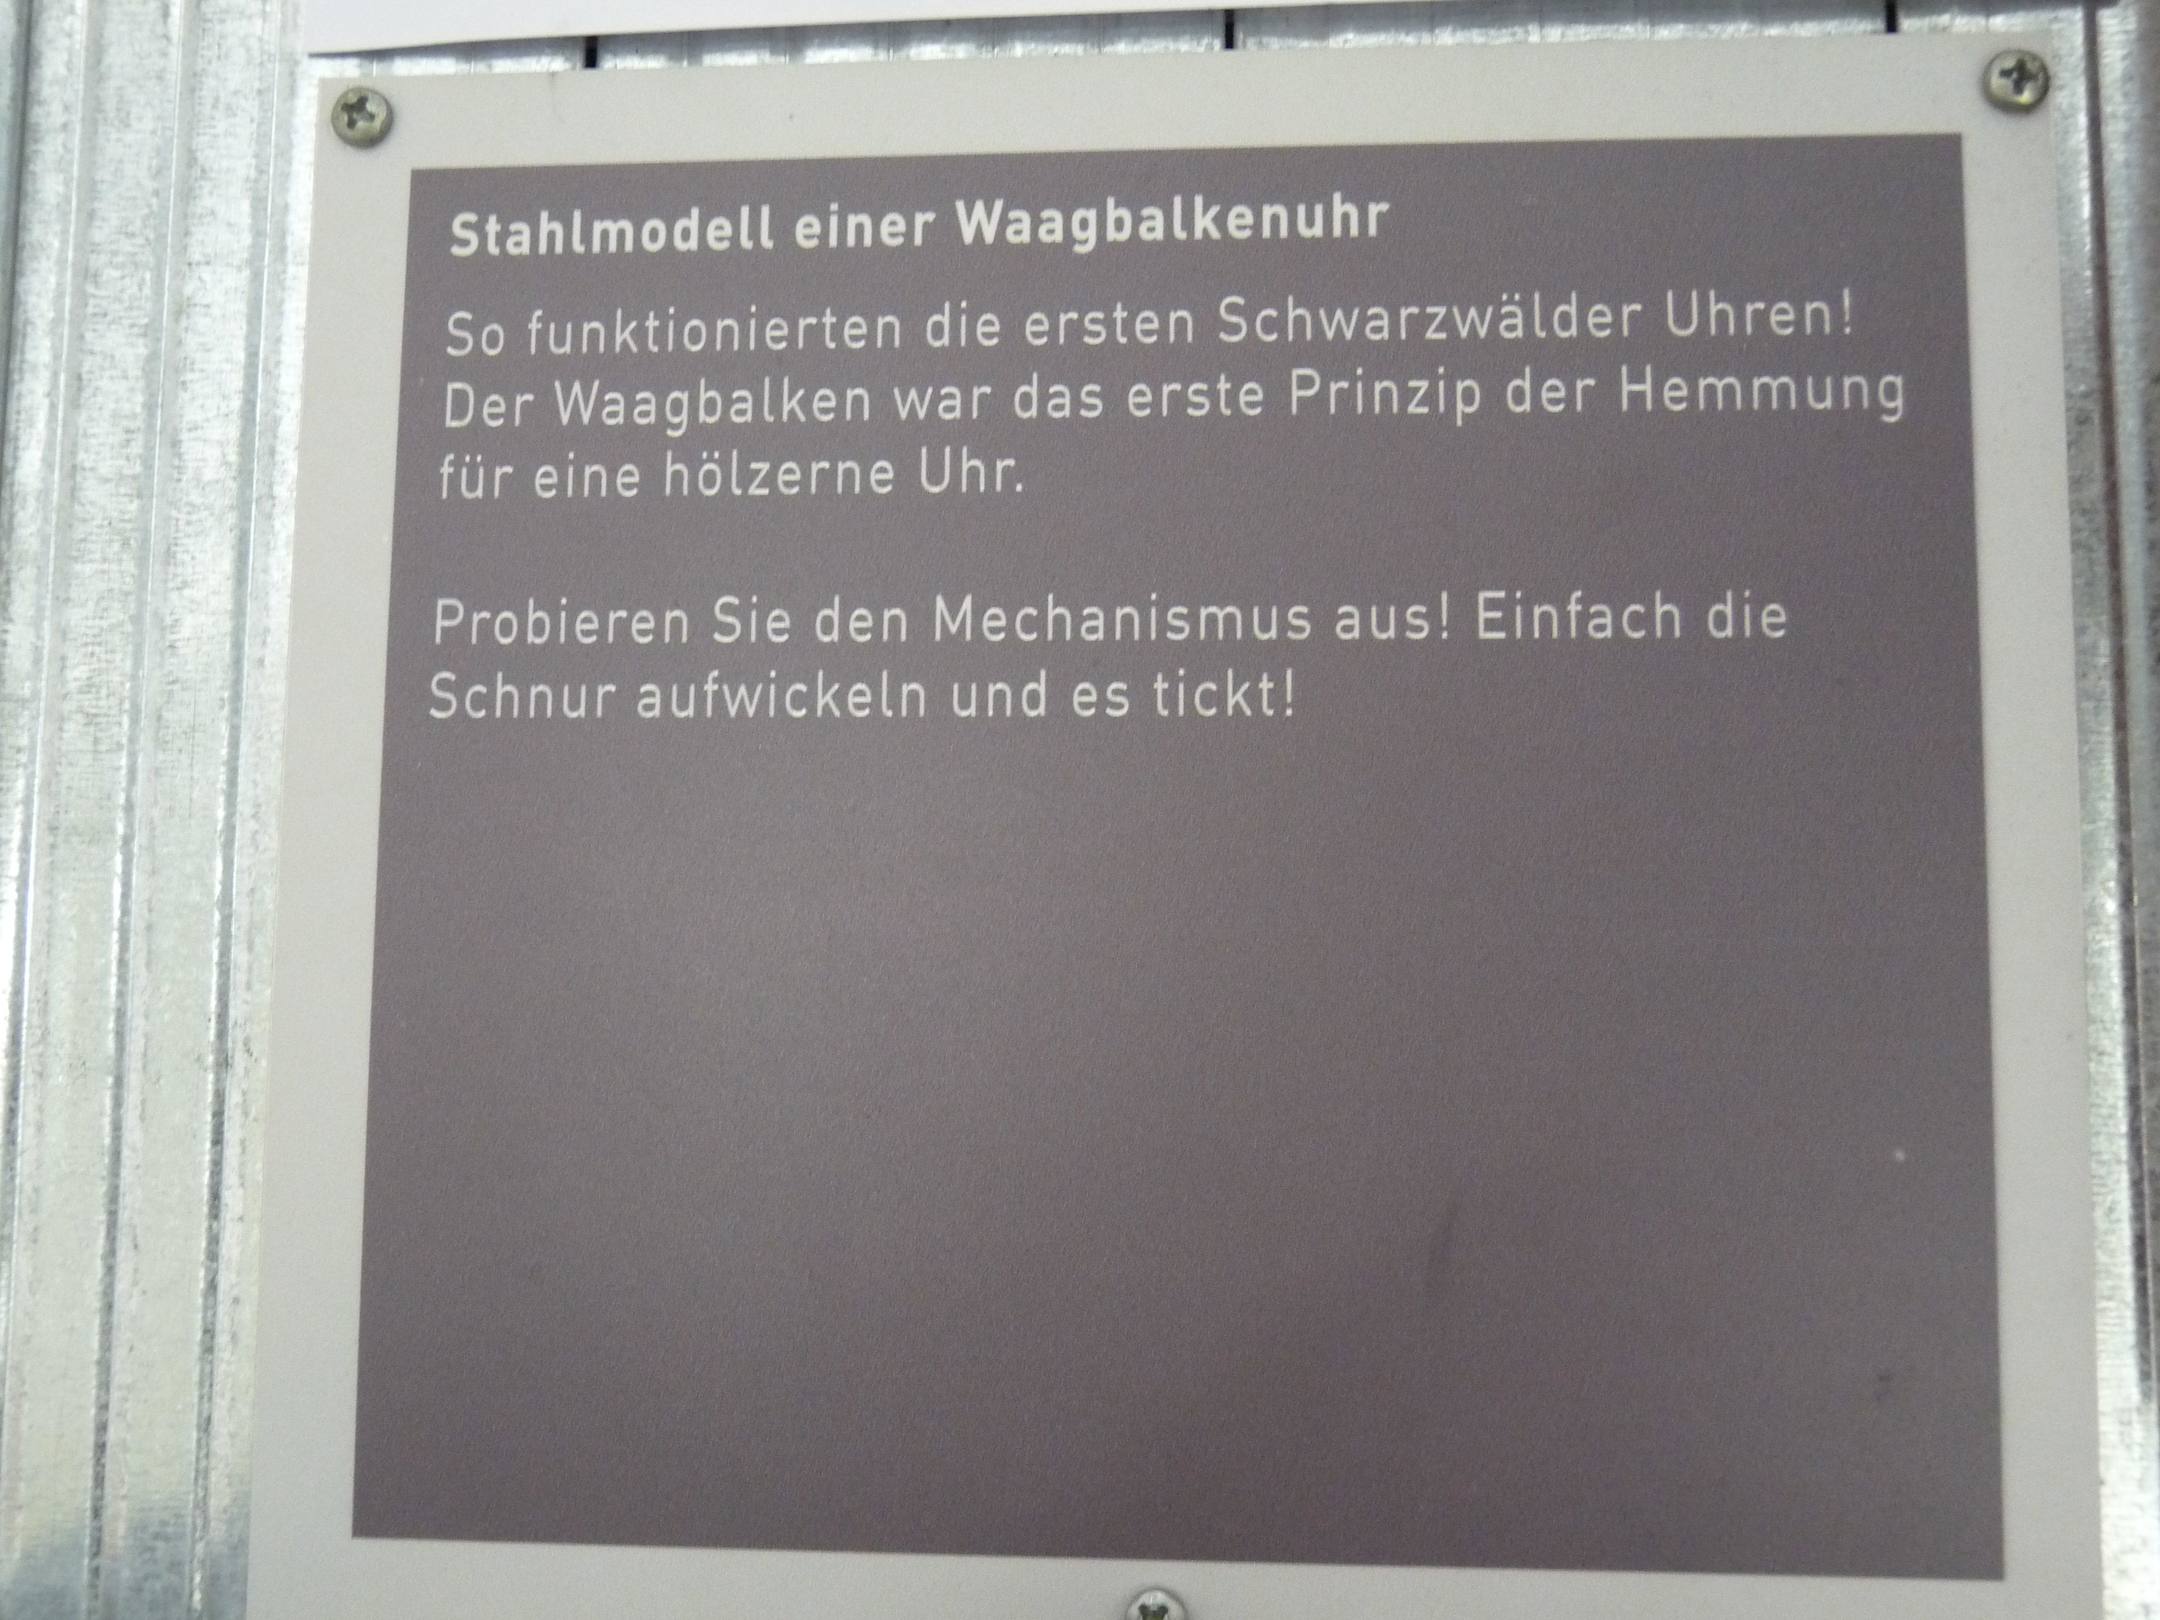 Stahlmodell einer Waagbalkenuhr
So funktionierten die ersten Schwarzwälder Uhren!
Der Waagbalken war das erste Prinzip der Hemmung
für eine hölzerne Uhr.
Probieren Sie den Mechanismus aus! Einfach die
Schnur aufwickeln und es tickt!